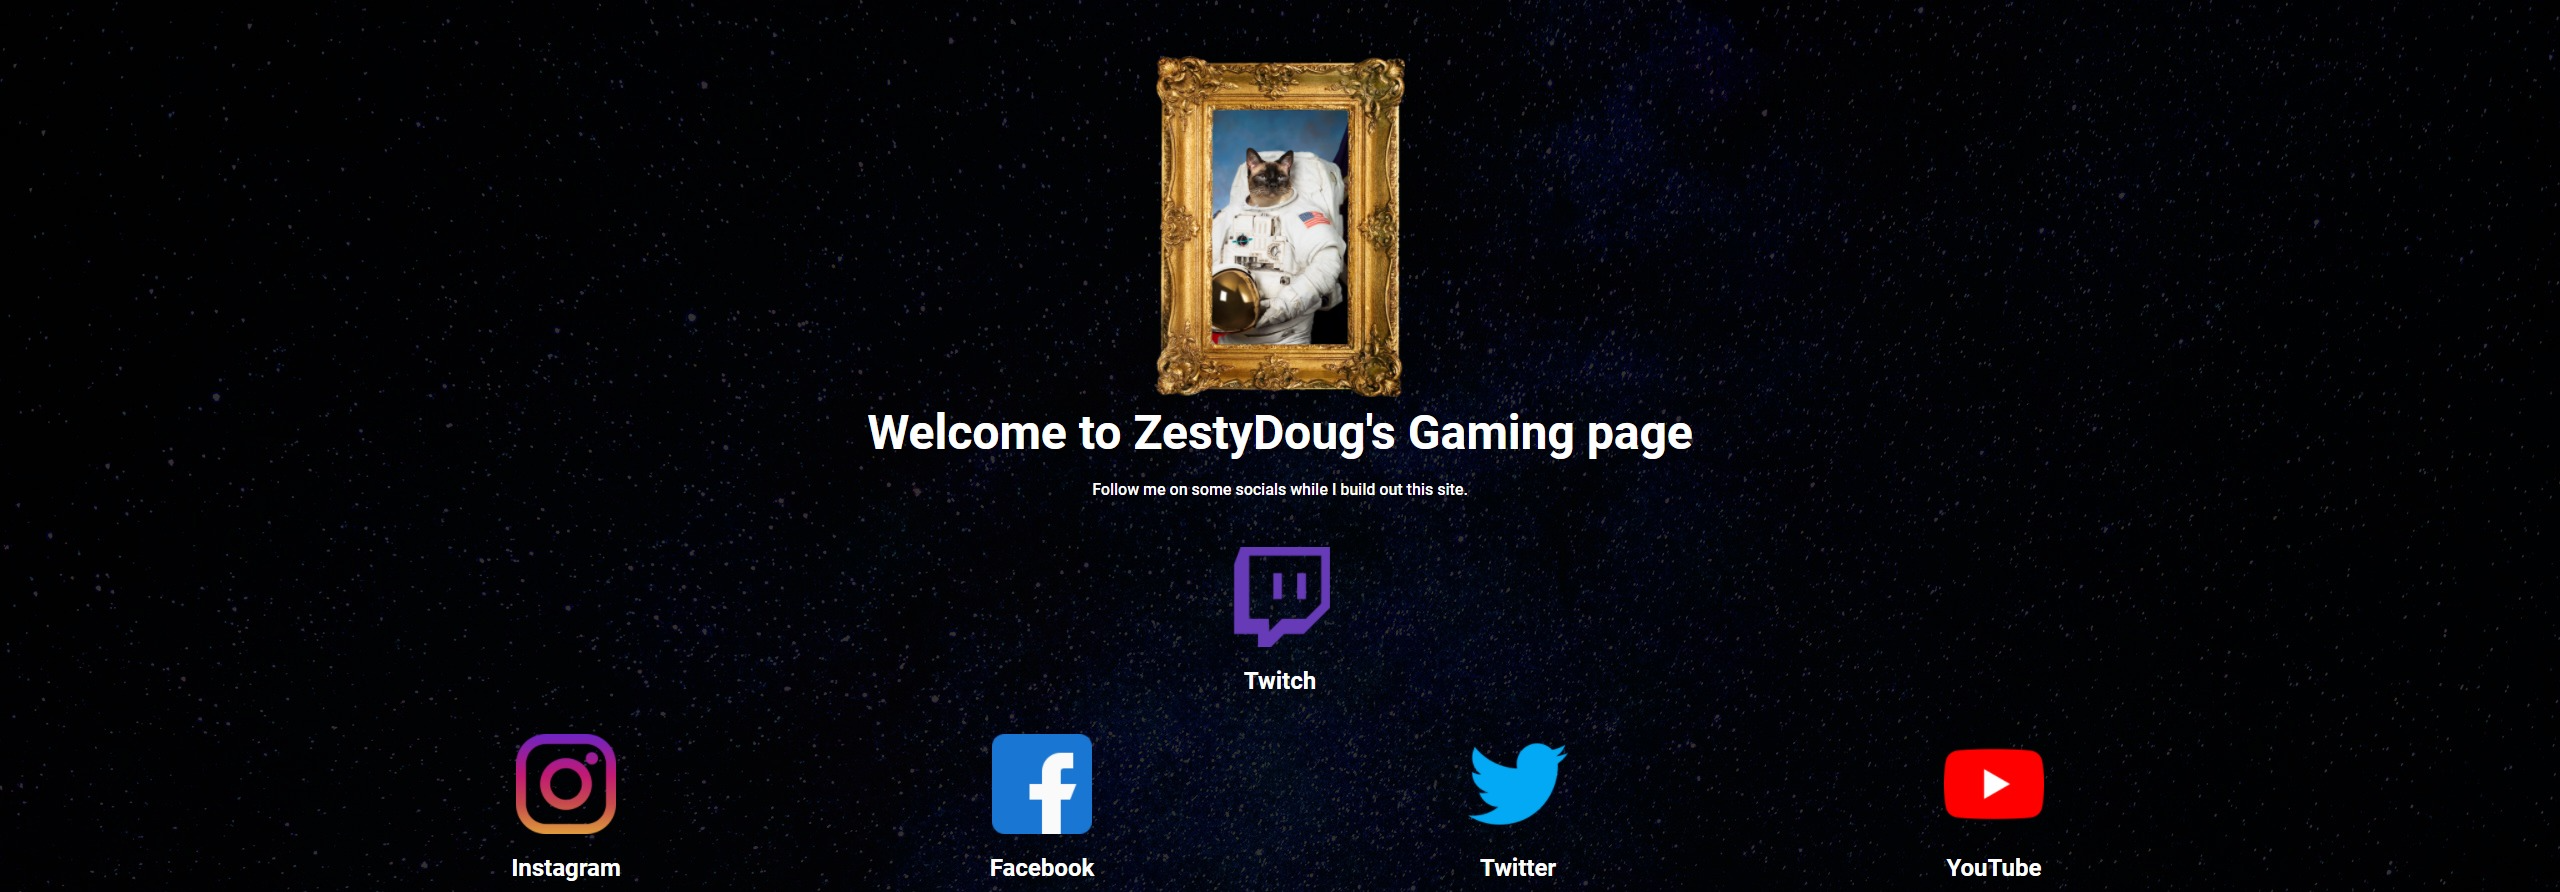 Welcome to ZestyDoug's Gaming page
Follow me on some socials while I build out this site.
Twitch
Instagram
Facebook
Twitter
YouTube